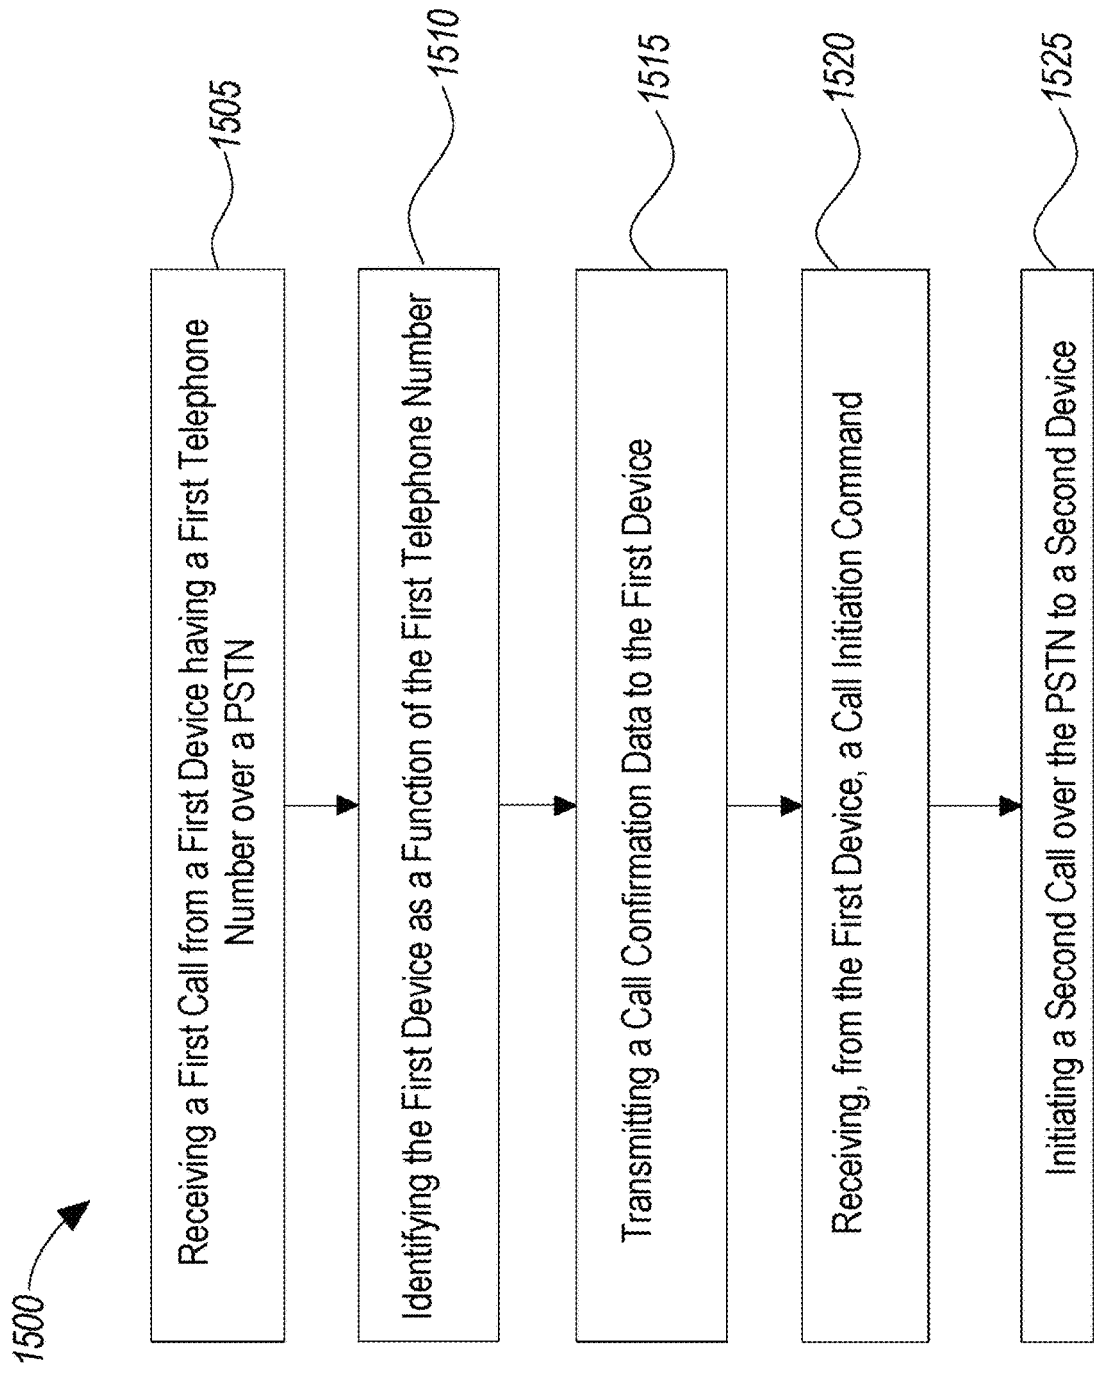 1500
Receiving a First Call from a First Device having a First Telephone
Number over a PSTN
1505
Identifying the First Device as a Function of the First Telephone Number
1510
Transmitting a Call Confirmation Data to the First Device
1515
Receiving, from the First Device, a Call Initiation Command
1520
Initiating a Second Call over the PSTN to a Second Device
1525